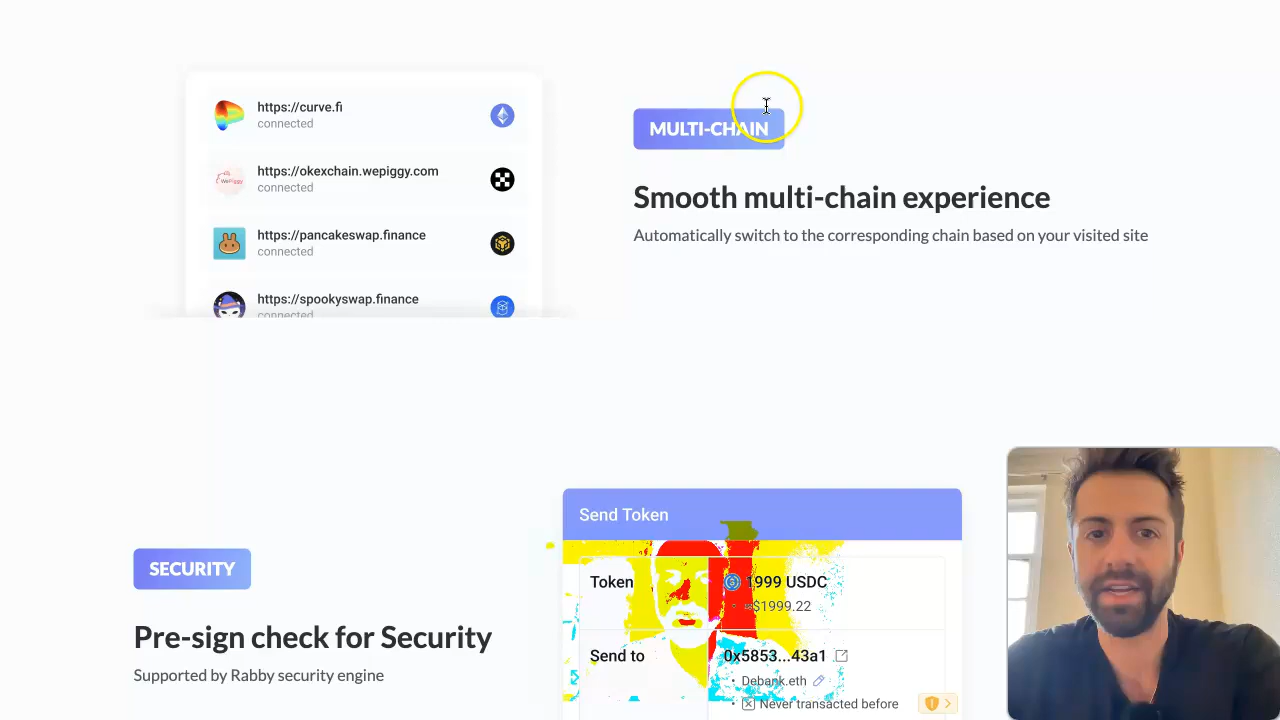 https://curve.fi
connected
https://okexchain.wepiggy.com
connected
https://pancakeswap.finance
connected
https://spookyswap.finance
connected
MULTI-CHAIN
Smooth multi-chain experience
Automatically switch to the corresponding chain based on your visited site
SECURITY
Pre-sign check for Security
Supported by Rabby security engine
Send Token
Token
1999 USDC
≈$1999.22
Send to
0x5853...43a1
Debank.eth
Never transacted before